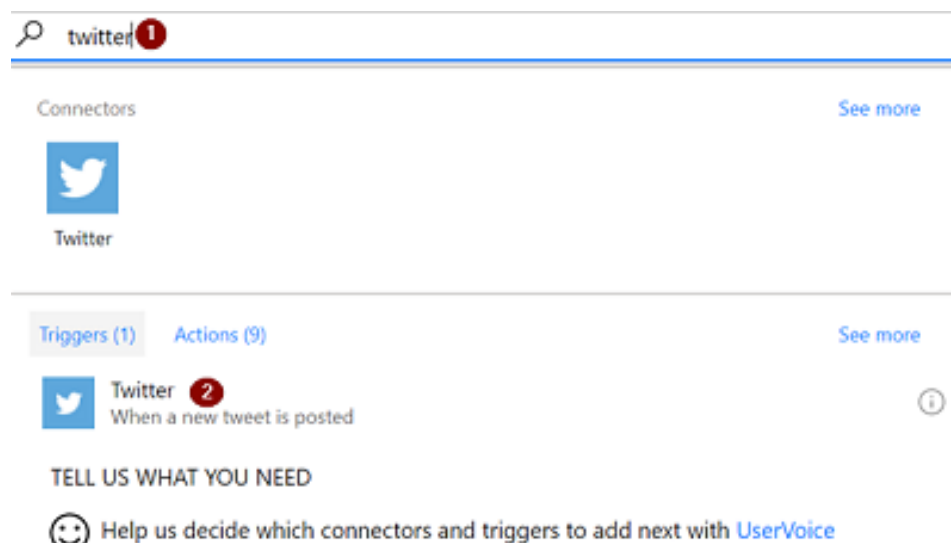 twitter 1
Connectors See more
Twitter
Triggers (1) Actions (9) See more
Twitter 2
When a new tweet is posted
TELL US WHAT YOU NEED
Help us decide which connectors and triggers to add next with UserVoice